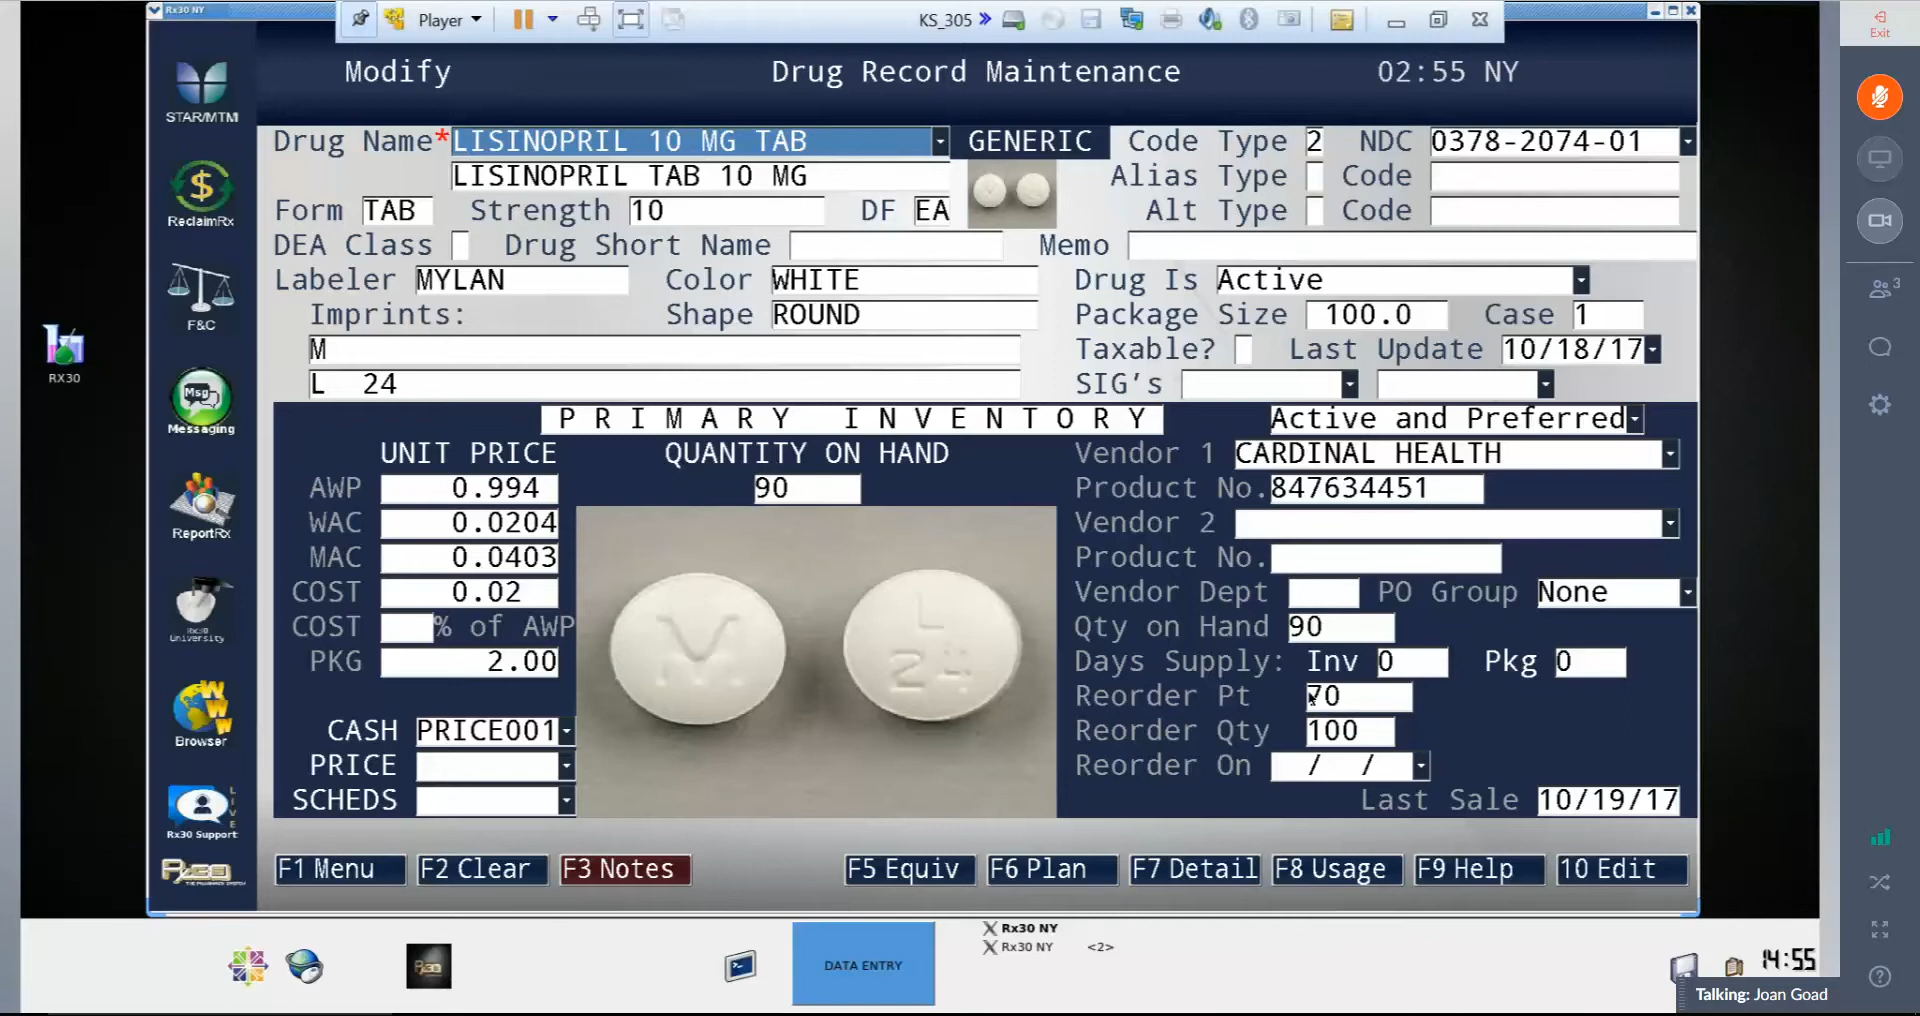 Rx30 NY
Player
KS_305
Exit
Modify
Drug Record Maintenance
02:55 NY
STAR/MTM
Drug Name* LISINOPRIL 10 MG TAB GENERIC Code Type 2 NDC 0378-2074-01
LISINOPRIL TAB 10 MG Alias Type Code
ReclaimRx
Form TAB Strength 10 DF EA Alt Type Code
DEA Class Drug Short Name Memo
Labeler MYLAN Color WHITE Drug Is Active
3
F&C
Imprints: Shape ROUND Package Size 100.0 Case 1
M Taxable? Last Update 10/18/17
RX30
L 24 SIG's
Msg
Messaging
PRIMARY INVENTORY Active and Preferred
UNIT PRICE QUANTITY ON HAND Vendor 1 CARDINAL HEALTH
AWP 0.994 90 Product No. 847634451
WAC 0.0204 Vendor 2
ReportRx
MAC 0.0403 Product No.
COST 0.02 Vendor Dept PO Group None
COST % of AWP Qty on Hand 90
Rx30
University
M
L
24
PKG 2.00 Days Supply: Inv 0 Pkg 0
Reorder Pt 70
WWW
Browser
CASH PRICE001 Reorder Qty 100
PRICE Reorder On / /
SCHEDS Last Sale 10/19/17
LIVE
Rx30 Support
Rx30
F1 Menu F2 Clear F3 Notes F5 Equiv F6 Plan F7 Detail F8 Usage F9 Help 10 Edit
Rx30 NY
Rx30 NY <2>
Rx30
DATA ENTRY
14:55
Talking: Joan Goad